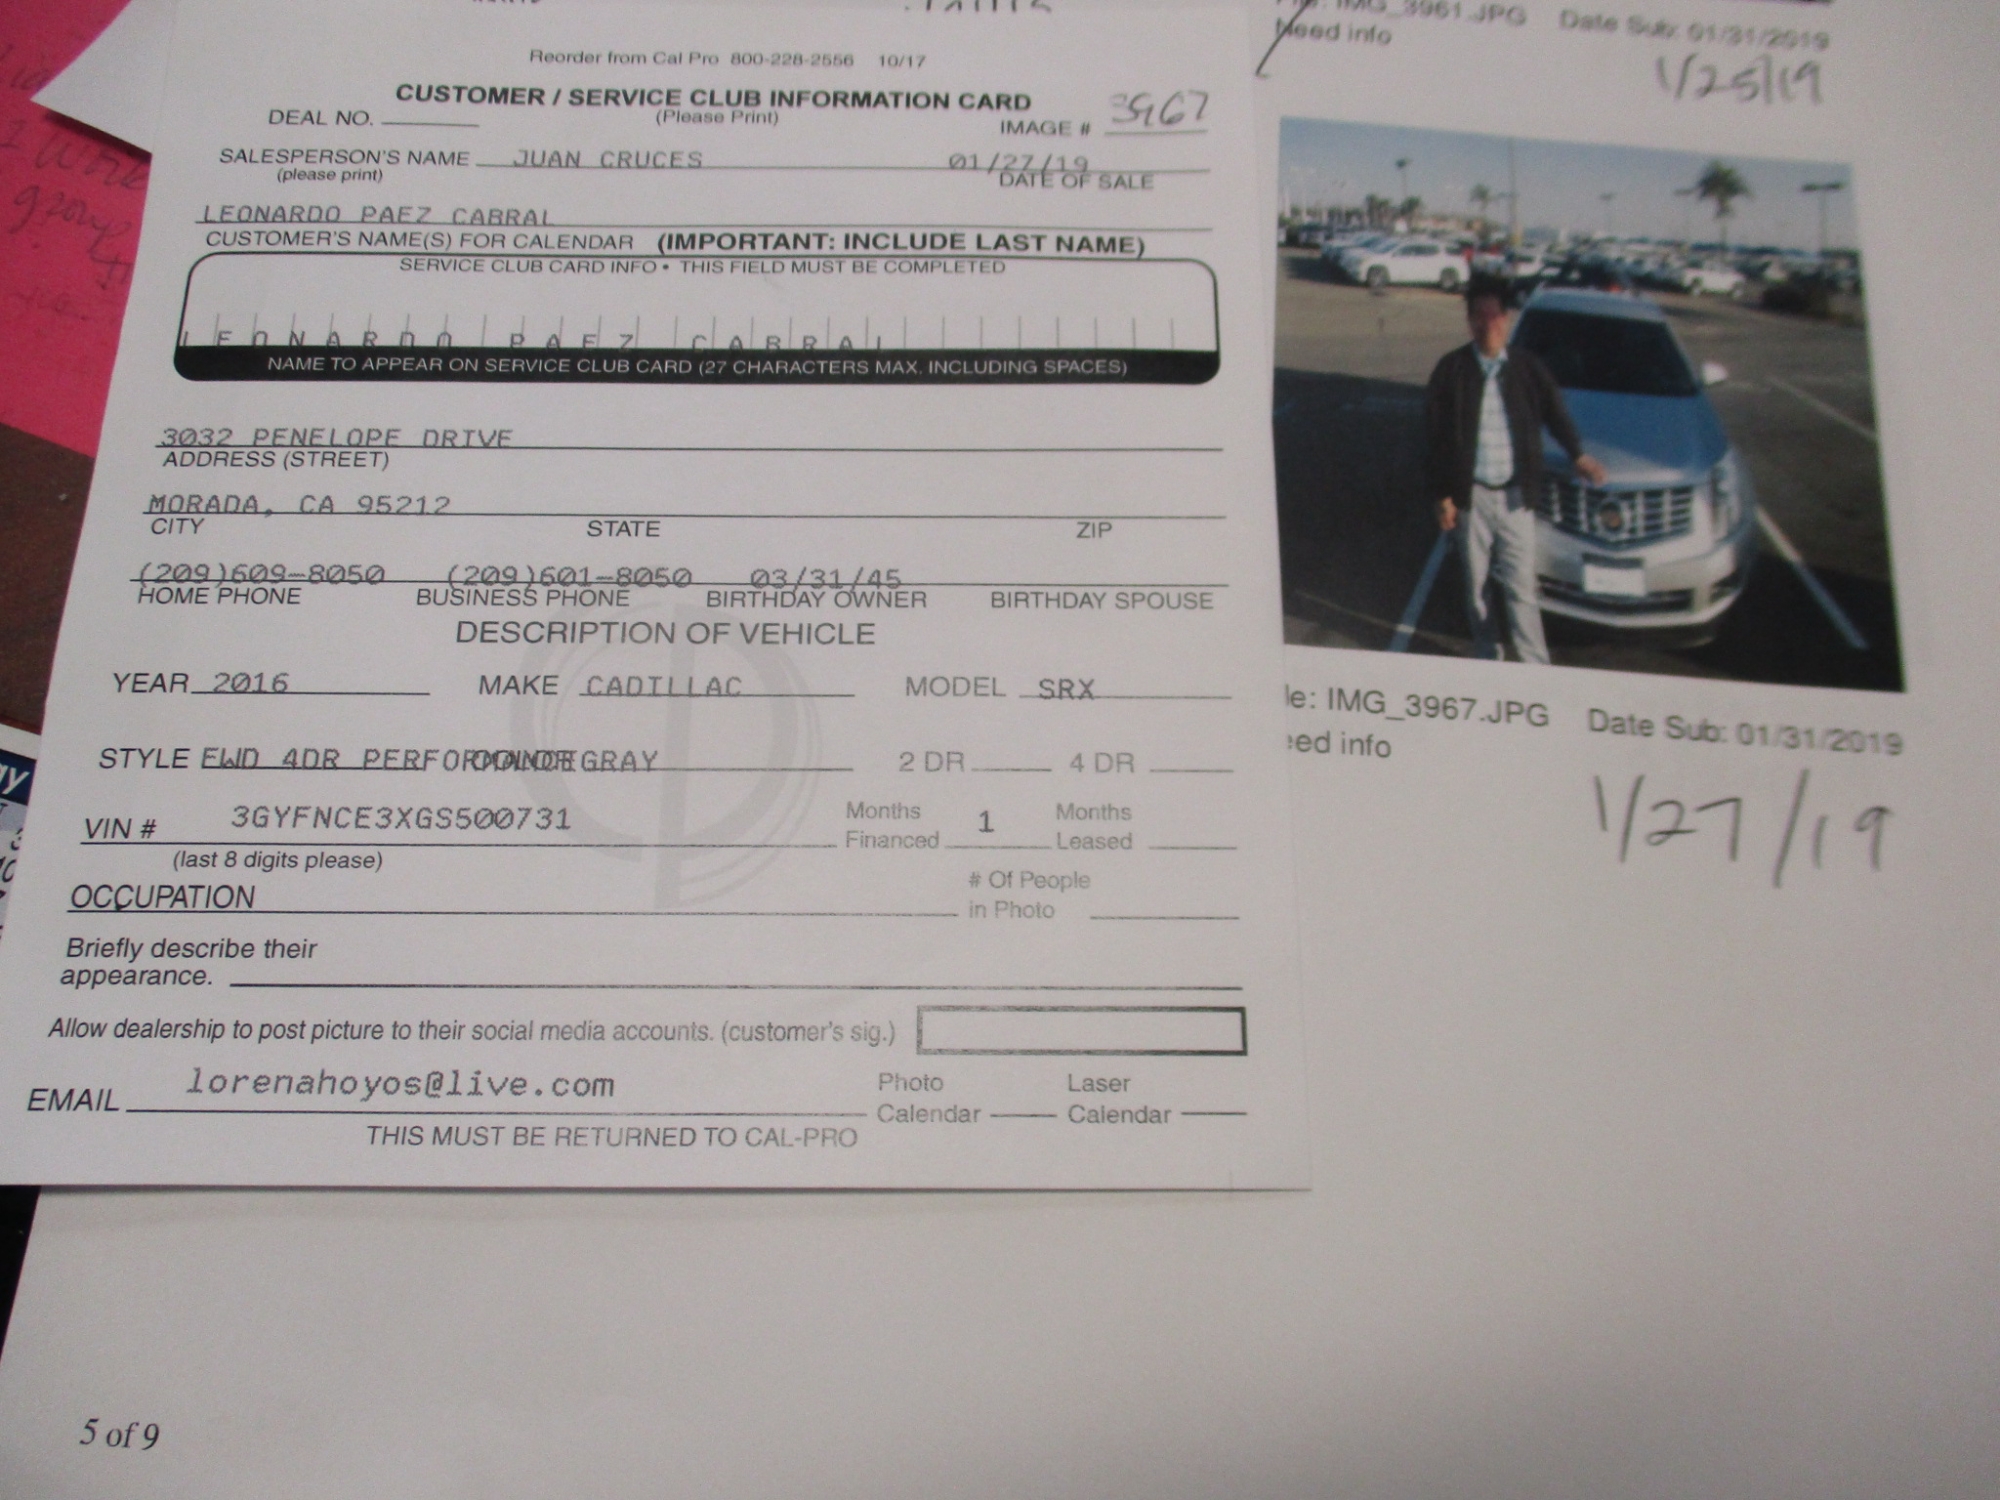 Reorder from Cal Pro 800-228-2556 10/17
CUSTOMER / SERVICE CLUB INFORMATION CARD
DEAL NO.
(Please Print)
IMAGE # 3967
SALESPERSON'S NAME JUAN CRUCES 01/27/19
(please print) DATE OF SALE
LEONARDO PAEZ CABRAL
CUSTOMER'S NAME(S) FOR CALENDAR (IMPORTANT: INCLUDE LAST NAME)
SERVICE CLUB CARD INFO • THIS FIELD MUST BE COMPLETED
LEONARDO PAEZ CABRAL
NAME TO APPEAR ON SERVICE CLUB CARD (27 CHARACTERS MAX. INCLUDING SPACES)
3032 PENELOPE DRIVE
ADDRESS (STREET)
MORADA, CA 95212
CITY STATE ZIP
(209)609-8050 (209)601-8050 03/31/45
HOME PHONE BUSINESS PHONE BIRTHDAY OWNER BIRTHDAY SPOUSE
DESCRIPTION OF VEHICLE
YEAR 2016 MAKE CADILLAC MODEL SRX
STYLE FWD 4DR GRAY 2 DR 4 DR
VIN # 3GYFNCE3XGS500731
(last 8 digits please)
Months Financed 1
Months Leased
OCCUPATION
# Of People
in Photo
Briefly describe their
appearance.
Allow dealership to post picture to their social media accounts. (customer's sig.)
EMAIL lorenahoyos@live.com
Photo Calendar
Laser Calendar
THIS MUST BE RETURNED TO CAL-PRO
5 of 9
IMG_3961.JPG Date Sub: 01/31/2019
Need info
1/25/19
le: IMG_3967.JPG Date Sub: 01/31/2019
eed info
1/27/19